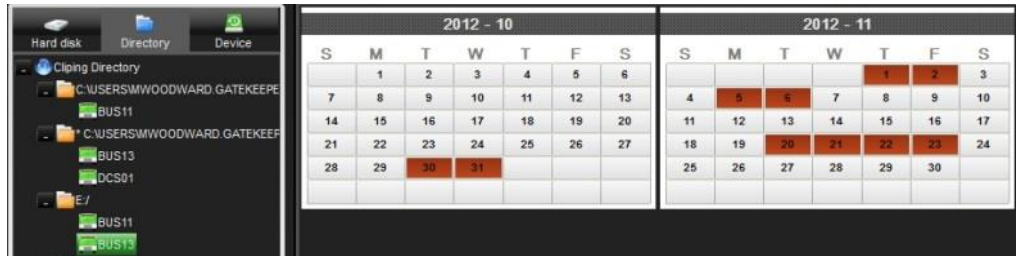 Hard disk Directory Device
Cliping Directory
C:\USERS\MWOODWARD.GATEKEEPE
BUS11
* C:\USERS\MWOODWARD.GATEKEEP
BUS13
DCS01
E:/
BUS11
BUS13
2012 - 10
S M T W T F S
1 2 3 4 5 6
7 8 9 10 11 12 13
14 15 16 17 18 19 20
21 22 23 24 25 26 27
28 29 30 31
2012 - 11
S M T W T F S
1 2 3
4 5 6 7 8 9 10
11 12 13 14 15 16 17
18 19 20 21 22 23 24
25 26 27 28 29 30